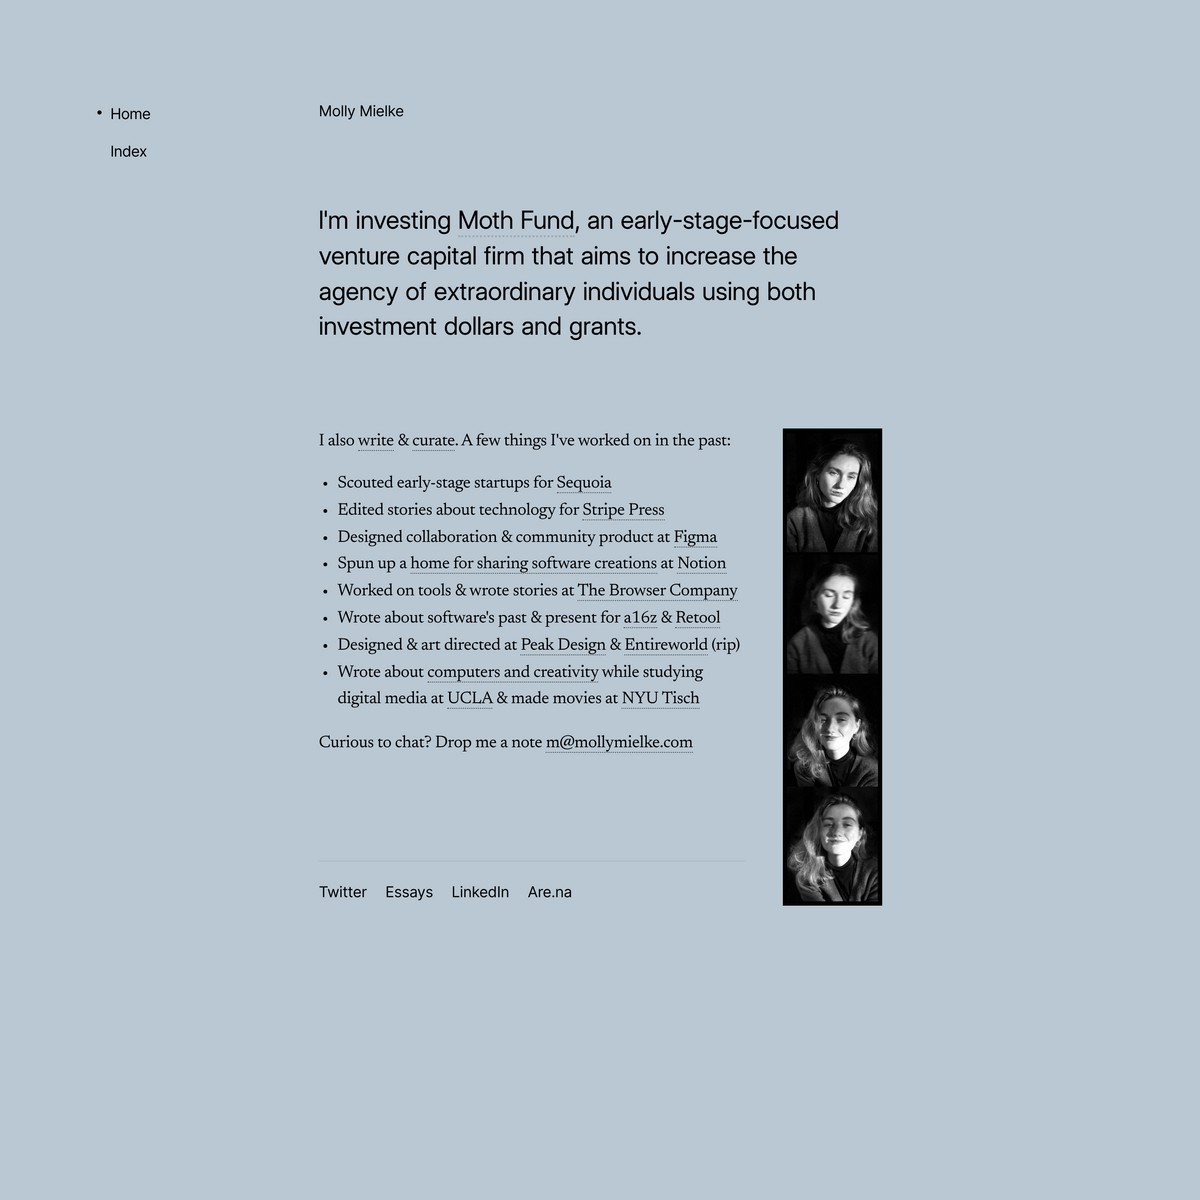 Home
Index
Molly Mielke
I'm investing Moth Fund, an early-stage-focused
venture capital firm that aims to increase the
agency of extraordinary individuals using both
investment dollars and grants.
I also write & curate. A few things I've worked on in the past:
• Scouted early-stage startups for Sequoia
• Edited stories about technology for Stripe Press
• Designed collaboration & community product at Figma
• Spun up a home for sharing software creations at Notion
• Worked on tools & wrote stories at The Browser Company
• Wrote about software's past & present for a16z & Retool
• Designed & art directed at Peak Design & Entireworld (rip)
• Wrote about computers and creativity while studying
digital media at UCLA & made movies at NYU Tisch
Curious to chat? Drop me a note m@mollymielke.com
Twitter Essays LinkedIn Are.na